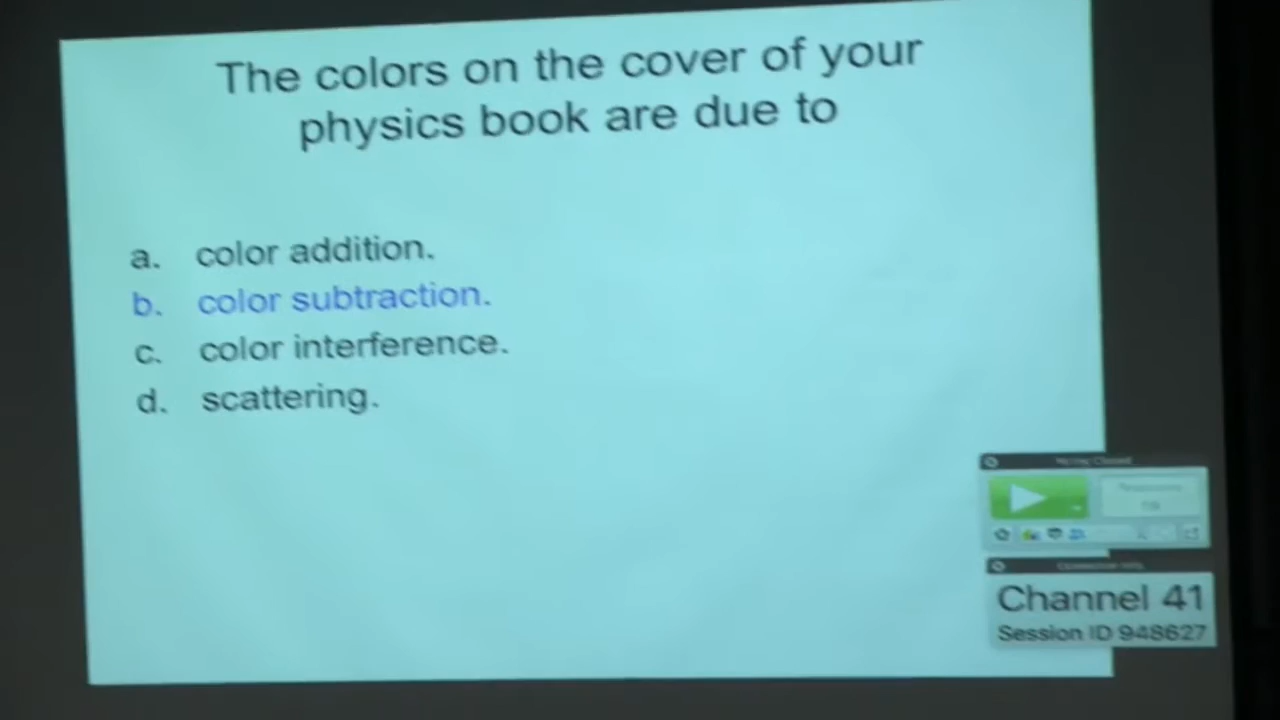 The colors on the cover of your
physics book are due to
a. color addition.
b. color subtraction.
c. color interference.
d. scattering.
Channel 41
Session ID 948627